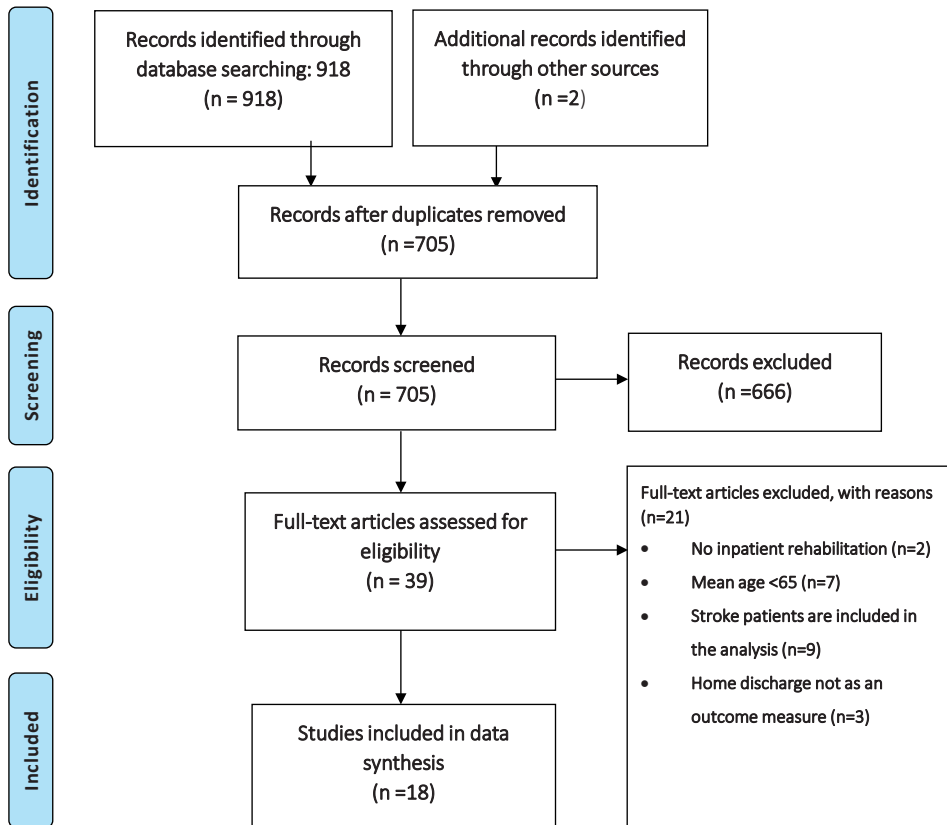 Identification
Records identified through
database searching: 918
(n = 918)
Additional records identified
through other sources
(n =2)
Records after duplicates removed
(n =705)
Screening
Records screened
(n = 705)
Records excluded
(n =666)
Eligibility
Full-text articles assessed for
eligibility
(n = 39)
Full-text articles excluded, with reasons
(n=21)
• No inpatient rehabilitation (n=2)
• Mean age <65 (n=7)
• Stroke patients are included in
the analysis (n=9)
• Home discharge not as an
outcome measure (n=3)
Included
Studies included in data
synthesis
(n =18)